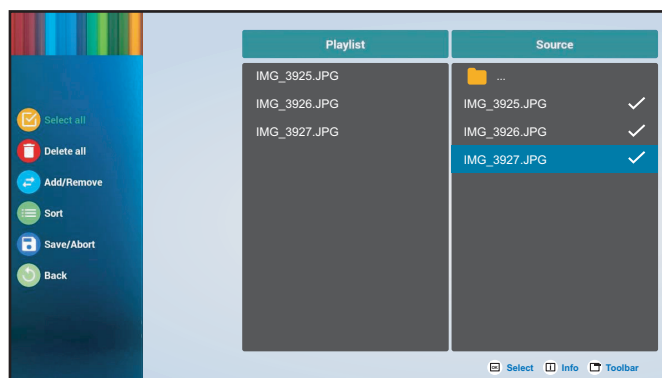 Select all
Delete all
Add/Remove
Sort
Save/Abort
Back
Playlist
IMG_3925.JPG
IMG_3926.JPG
IMG_3927.JPG
Source
...
IMG_3925.JPG
IMG_3926.JPG
IMG_3927.JPG
Select Info Toolbar